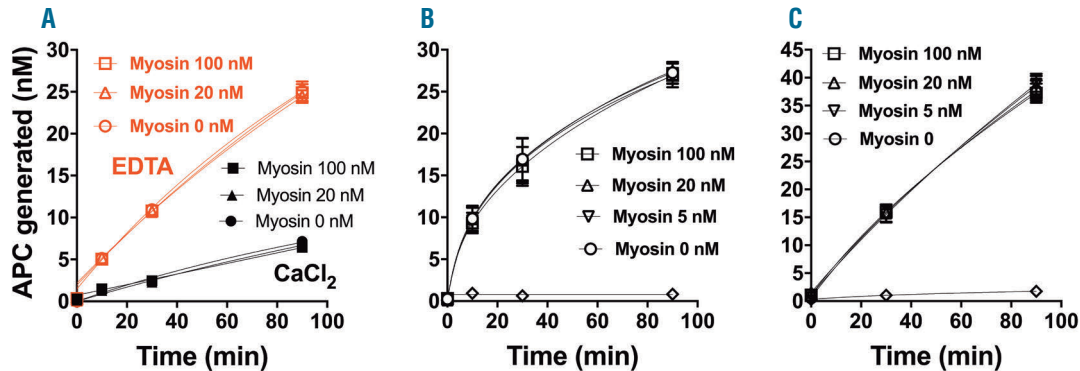 A
APC generated (nM)
30
25
20
15
10
5
0
Myosin 100 nM
Myosin 20 nM
Myosin 0 nM
EDTA
Myosin 100 nM
Myosin 20 nM
Myosin 0 nM
CaCl2
0 20 40 60 80 100
Time (min)
B
30
25
20
15
10
5
0
Myosin 100 nM
Myosin 20 nM
Myosin 5 nM
Myosin 0 nM
0 20 40 60 80 100
Time (min)
C
45
40
35
30
25
20
15
10
5
0
Myosin 100 nM
Myosin 20 nM
Myosin 5 nM
Myosin 0
0 20 40 60 80 100
Time (min)